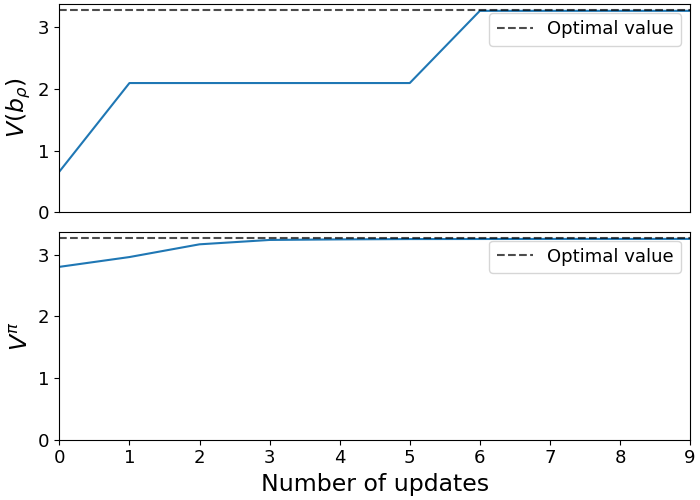 3
2
1
0
V(b_ρ)
Optimal value
3
2
1
0
V^π
Optimal value
0 1 2 3 4 5 6 7 8 9
Number of updates